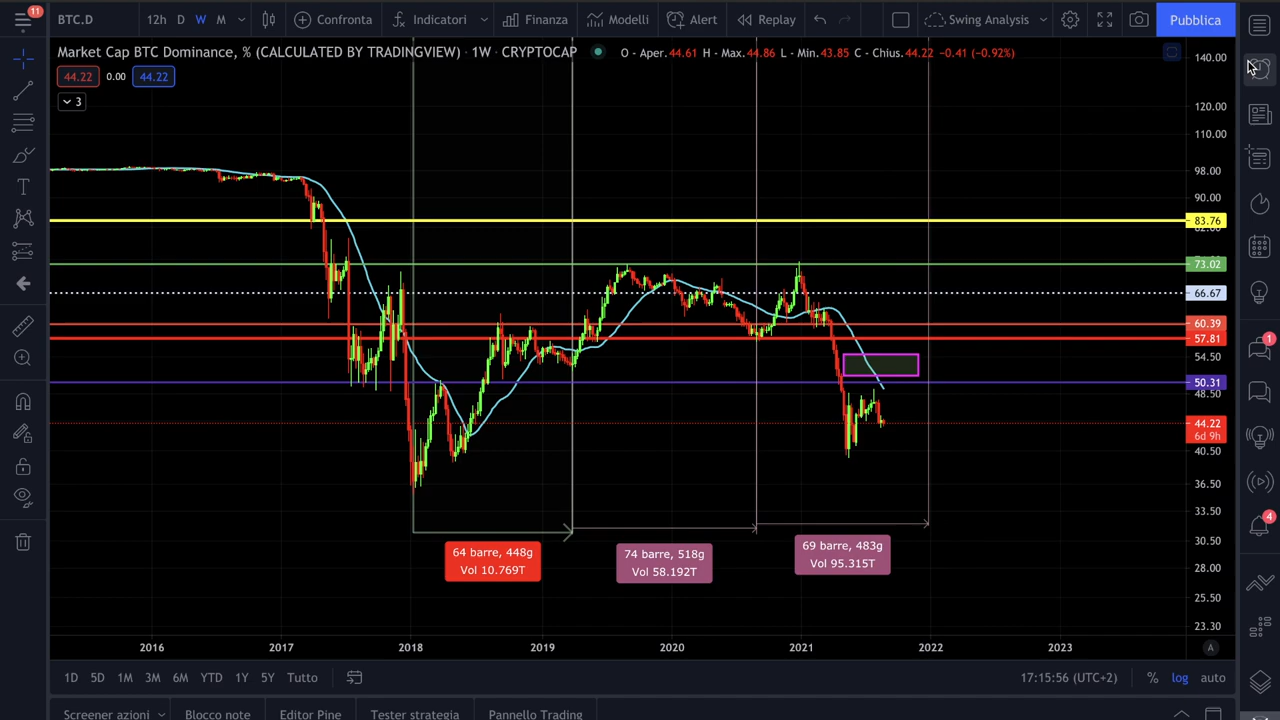 11
BTC.D 12h D W M Confronta Indicatori Finanza Modelli Alert Replay Swing Analysis Pubblica
Market Cap BTC Dominance, % (CALCULATED BY TRADINGVIEW) · 1W · CRYPTOCAP O - Aper. 44.61 H - Max. 44.86 L - Min. 43.85 C - Chius. 44.22 −0.41 (−0.92%)
44.22 0.00 44.22
3
140.00
120.00
110.00
98.00
90.00
83.76
82.00
73.02
66.67
60.39
57.81
54.50
50.31
48.50
44.22
6d 9h
40.50
36.50
33.50
30.50
28.00
25.50
23.30
64 barre, 448g
Vol 10.769T
74 barre, 518g
Vol 58.192T
69 barre, 483g
Vol 95.315T
2016 2017 2018 2019 2020 2021 2022 2023 A
1D 5D 1M 3M 6M YTD 1Y 5Y Tutto 17:15:56 (UTC+2) % log auto
Screener azioni Blocco note Editor Pine Tester strategia Pannello Trading
1
4